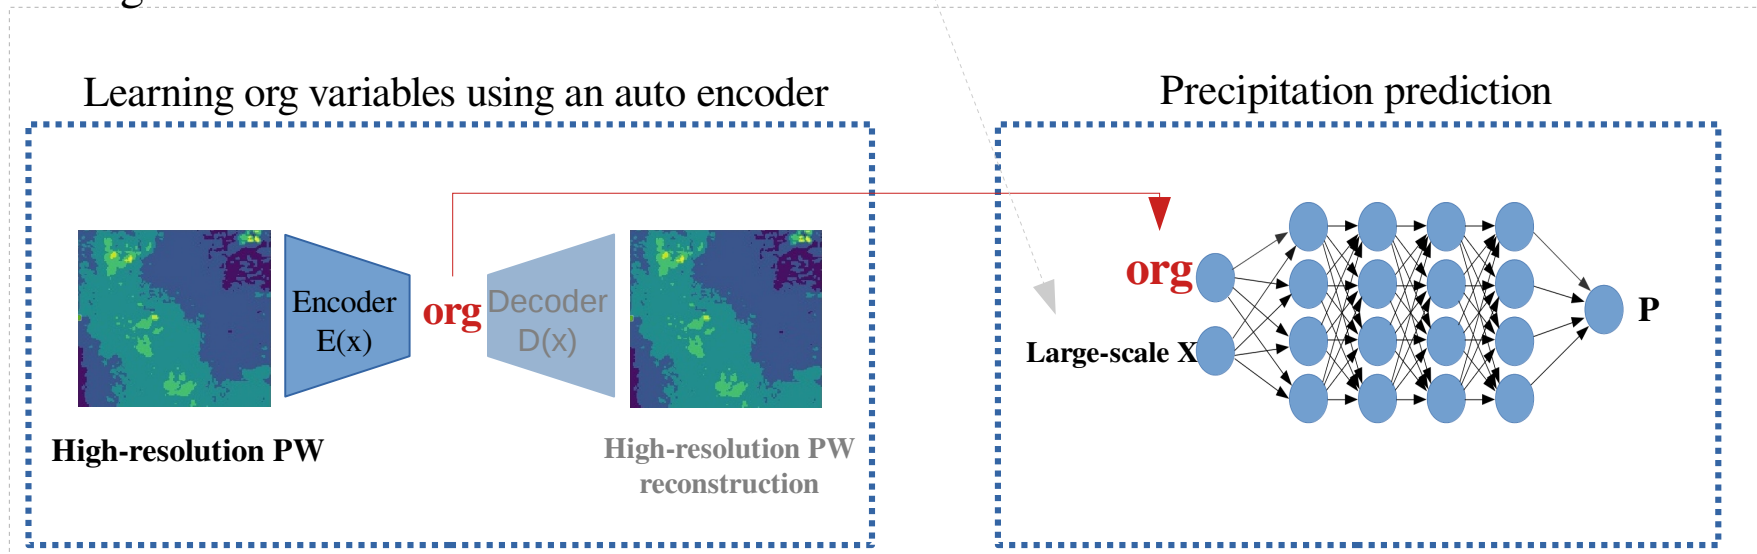 Learning org variables using an auto encoder
Precipitation prediction
Encoder
E(x)
org
Decoder
D(x)
High-resolution PW
High-resolution PW
reconstruction
org
Large-scale X
P